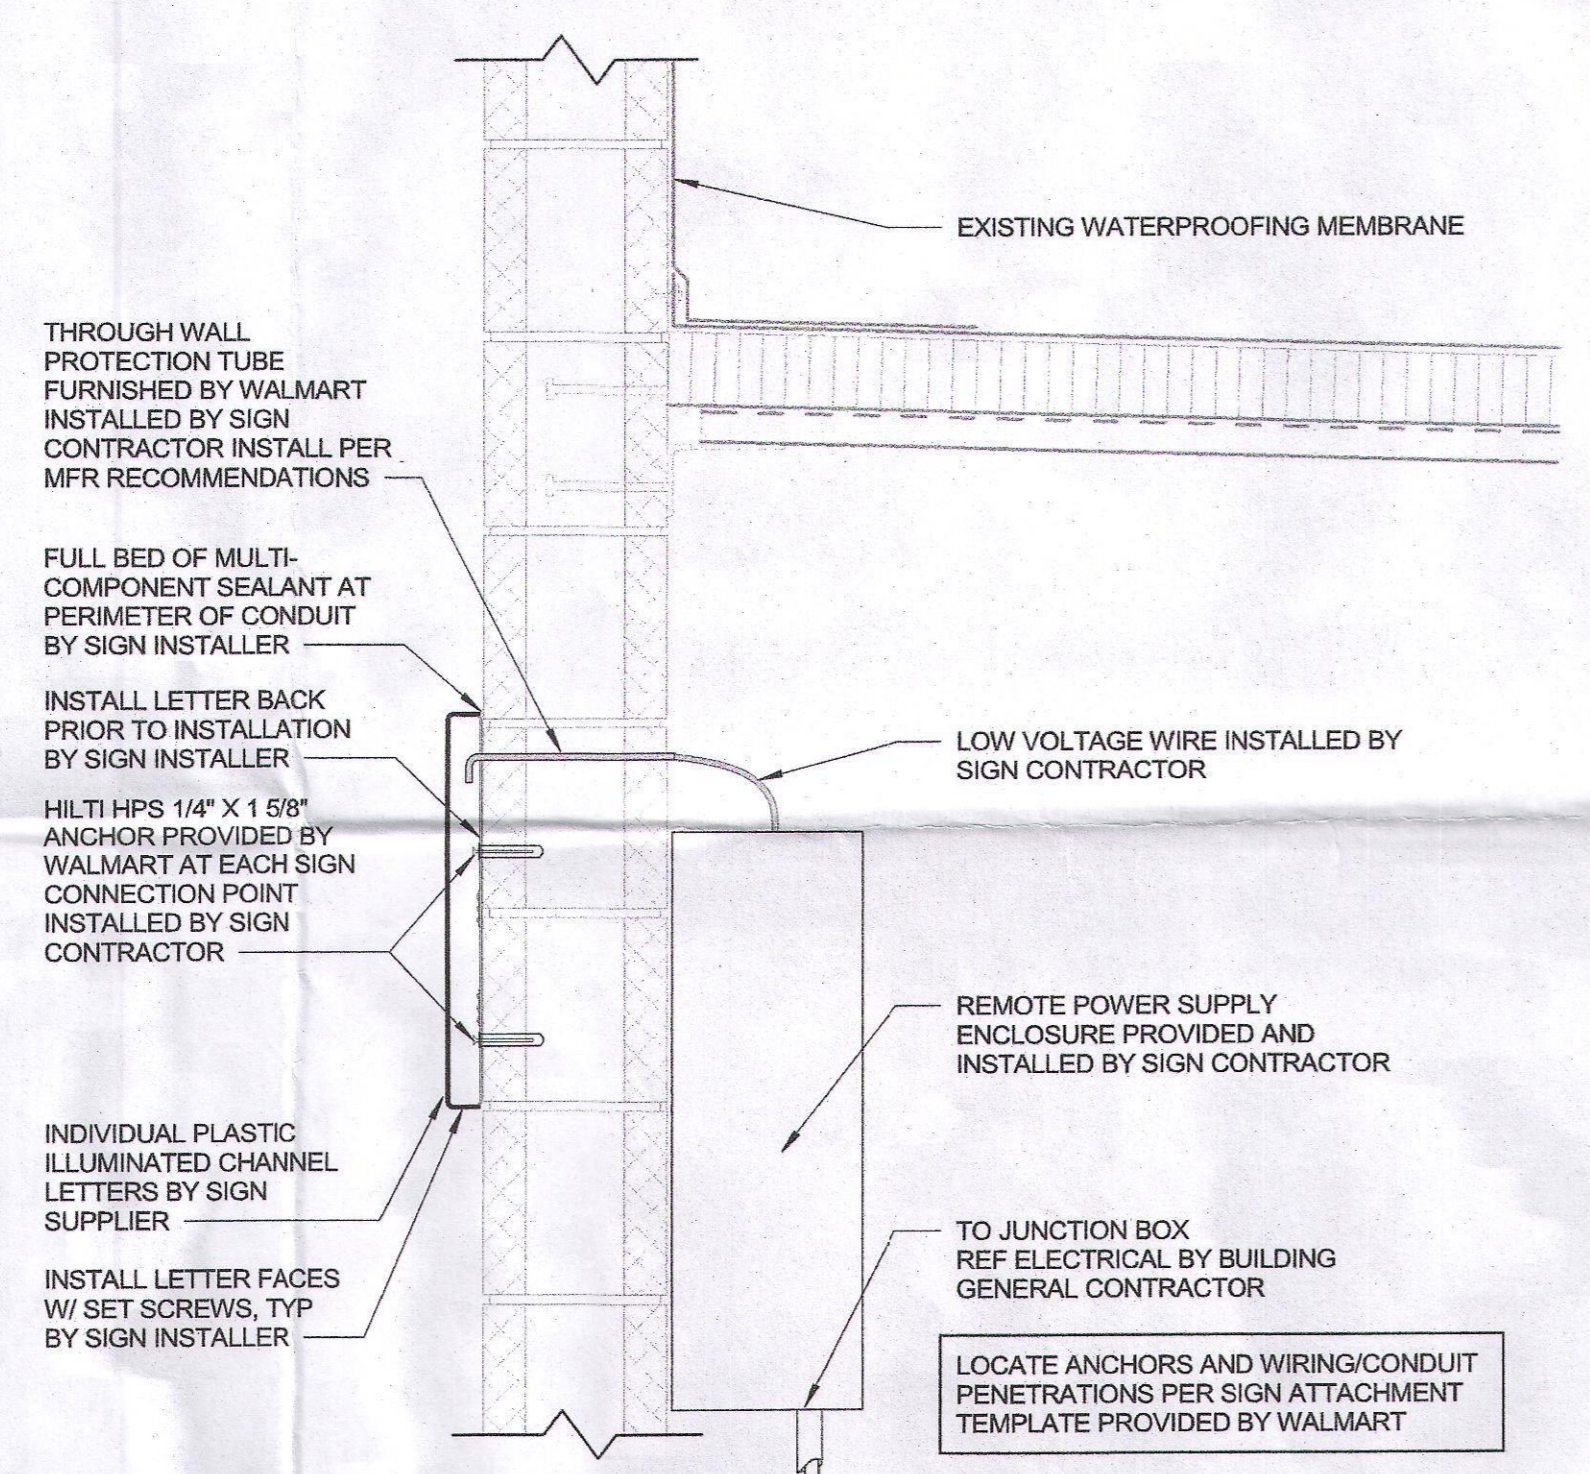 EXISTING WATERPROOFING MEMBRANE
THROUGH WALL
PROTECTION TUBE
FURNISHED BY WALMART
INSTALLED BY SIGN
CONTRACTOR INSTALL PER
MFR RECOMMENDATIONS
FULL BED OF MULTI-
COMPONENT SEALANT AT
PERIMETER OF CONDUIT
BY SIGN INSTALLER
INSTALL LETTER BACK
PRIOR TO INSTALLATION
BY SIGN INSTALLER
HILTI HPS 1/4" X 1 5/8"
ANCHOR PROVIDED BY
WALMART AT EACH SIGN
CONNECTION POINT
INSTALLED BY SIGN
CONTRACTOR
INDIVIDUAL PLASTIC
ILLUMINATED CHANNEL
LETTERS BY SIGN
SUPPLIER
INSTALL LETTER FACES
W/ SET SCREWS, TYP
BY SIGN INSTALLER
LOW VOLTAGE WIRE INSTALLED BY
SIGN CONTRACTOR
REMOTE POWER SUPPLY
ENCLOSURE PROVIDED AND
INSTALLED BY SIGN CONTRACTOR
TO JUNCTION BOX
REF ELECTRICAL BY BUILDING
GENERAL CONTRACTOR
LOCATE ANCHORS AND WIRING/CONDUIT
PENETRATIONS PER SIGN ATTACHMENT
TEMPLATE PROVIDED BY WALMART